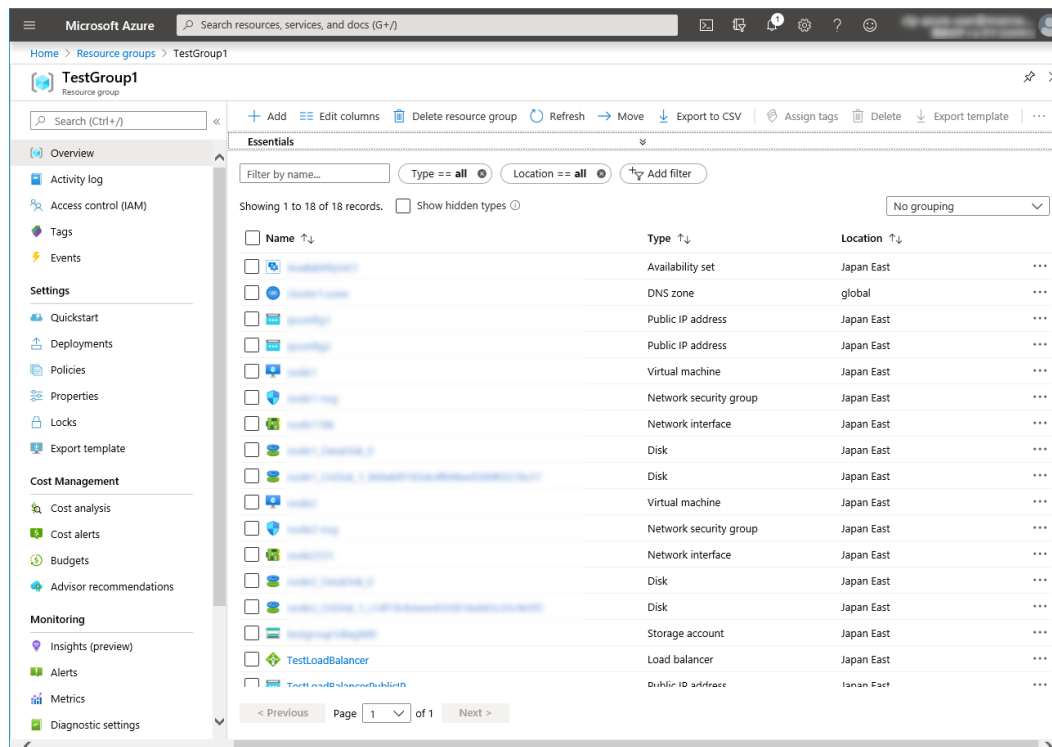 Microsoft Azure
Search resources, services, and docs (G+/)
1
Home > Resource groups > TestGroup1
TestGroup1
Resource group
Search (Ctrl+/)
Overview
Activity log
Access control (IAM)
Tags
Events
Settings
Quickstart
Deployments
Policies
Properties
Locks
Export template
Cost Management
Cost analysis
Cost alerts
Budgets
Advisor recommendations
Monitoring
Insights (preview)
Alerts
Metrics
Diagnostic settings
Add Edit columns Delete resource group Refresh Move Export to CSV Assign tags Delete Export template
Essentials
Filter by name... Type == all Location == all Add filter
Showing 1 to 18 of 18 records. Show hidden types
No grouping
Name Type Location
Availability set Japan East
DNS zone global
Public IP address Japan East
Public IP address Japan East
Virtual machine Japan East
Network security group Japan East
Network interface Japan East
Disk Japan East
Disk Japan East
Virtual machine Japan East
Network security group Japan East
Network interface Japan East
Disk Japan East
Disk Japan East
Storage account Japan East
TestLoadBalancer Load balancer Japan East
TestLoadBalancerPublicIP Public IP address Japan East
< Previous Page 1 of 1 Next >